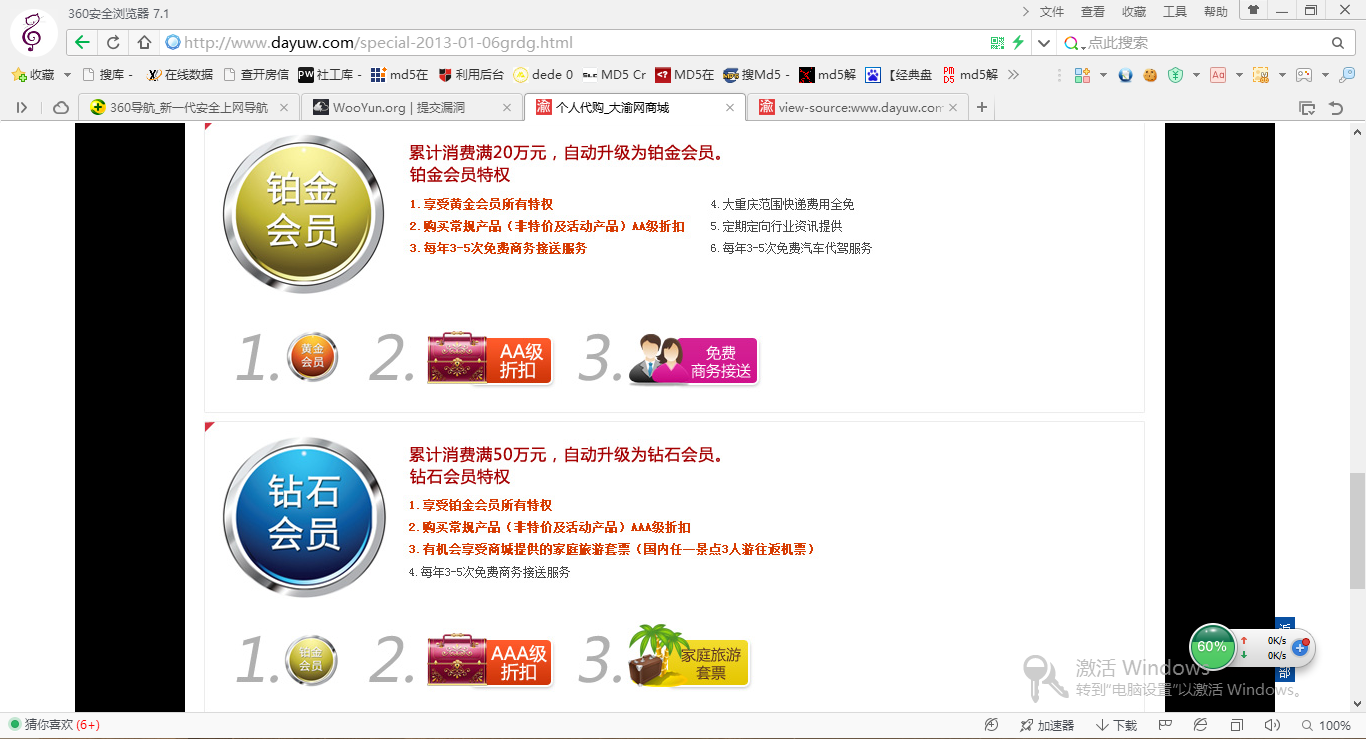 360安全浏览器 7.1
文件 查看 收藏 工具 帮助
http://www.dayuw.com/special-2013-01-06grdg.html
点此搜索
收藏 搜库 - 在线数据 查开房信 社工库 - md5在 利用后台 dede 0 MD5 Cr MD5在 搜Md5 - md5解 【经典盘 md5解
360导航_新一代安全上网导航 WooYun.org | 提交漏洞 个人代购_大渝网商城 view-source:www.dayuw.con
铂金
会员
累计消费满20万元，自动升级为铂金会员。
铂金会员特权
1. 享受黄金会员所有特权
2. 购买常规产品（非特价及活动产品）AA级折扣
3. 每年3-5次免费商务接送服务
4. 大重庆范围快递费用全免
5. 定期定向行业资讯提供
6. 每年3-5次免费汽车代驾服务
1. 黄金
会员
2. AA级
折扣
3. 免费
商务接送
钻石
会员
累计消费满50万元，自动升级为钻石会员。
钻石会员特权
1. 享受铂金会员所有特权
2. 购买常规产品（非特价及活动产品）AAA级折扣
3. 有机会享受商城提供的家庭旅游套票（国内任一景点3人游往返机票）
4. 每年3-5次免费商务接送服务
1. 铂金
会员
2. AAA级
折扣
3. 家庭旅游
套票
60%
0K/s
0K/s
部
激活 Windows
转到“电脑设置”以激活 Windows。
猜你喜欢 (6+)
加速器 下载 100%